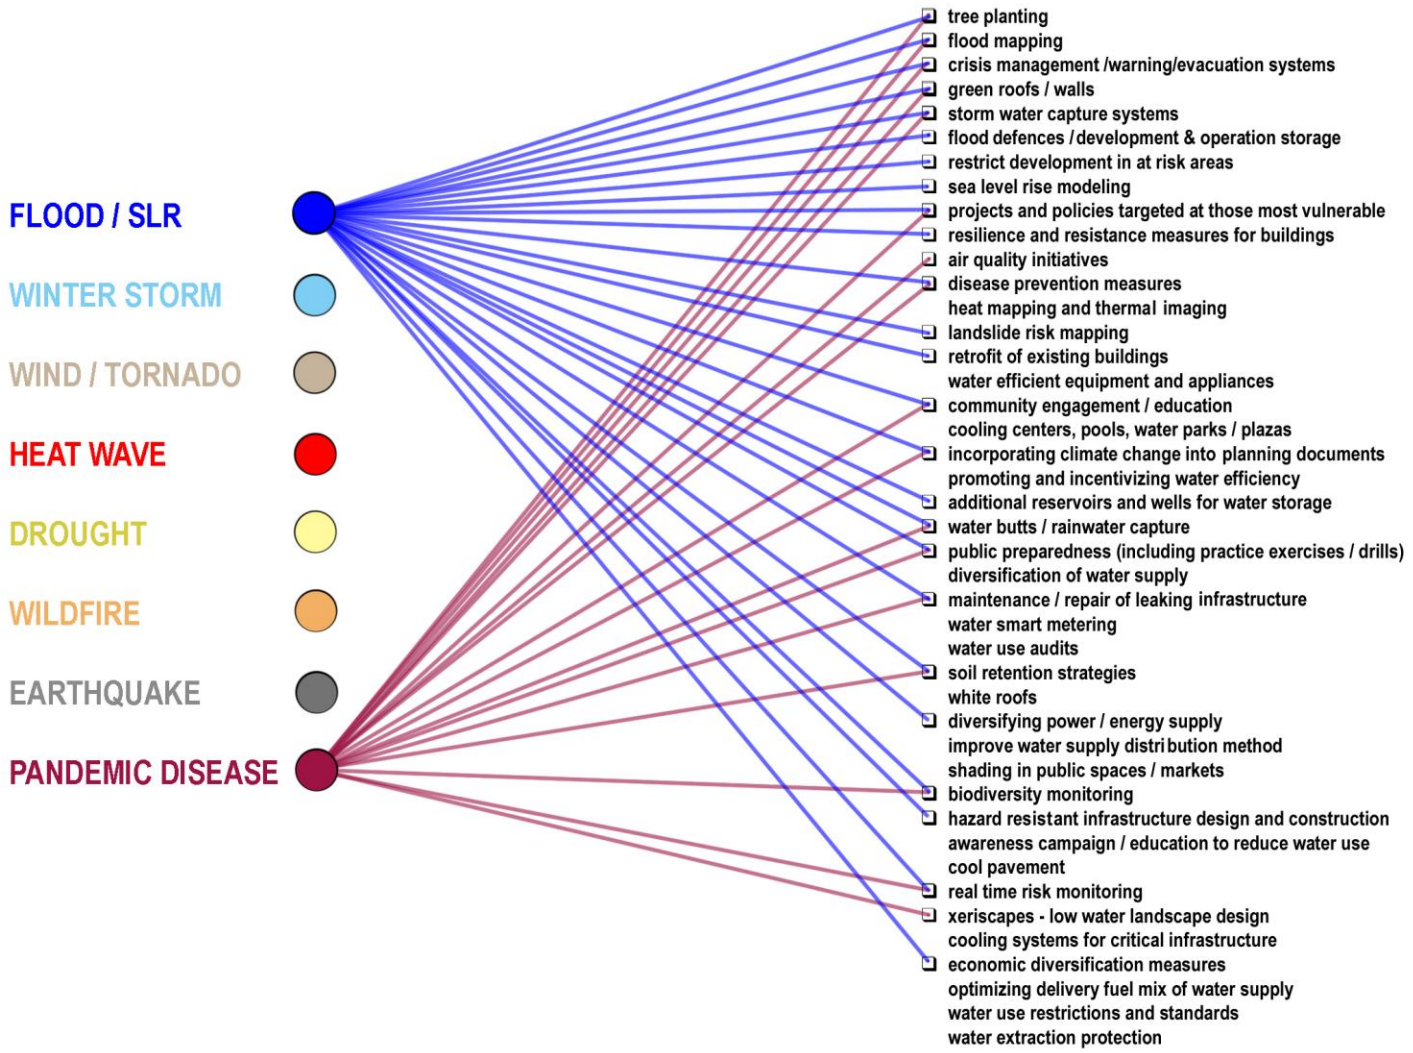 FLOOD / SLR
WINTER STORM
WIND / TORNADO
HEAT WAVE
DROUGHT
WILDFIRE
EARTHQUAKE
PANDEMIC DISEASE
tree planting
flood mapping
crisis management /warning/evacuation systems
green roofs / walls
storm water capture systems
flood defences / development & operation storage
restrict development in at risk areas
sea level rise modeling
projects and policies targeted at those most vulnerable
resilience and resistance measures for buildings
air quality initiatives
disease prevention measures
heat mapping and thermal imaging
landslide risk mapping
retrofit of existing buildings
water efficient equipment and appliances
community engagement / education
cooling centers, pools, water parks / plazas
incorporating climate change into planning documents
promoting and incentivizing water efficiency
additional reservoirs and wells for water storage
water butts / rainwater capture
public preparedness (including practice exercises / drills)
diversification of water supply
maintenance / repair of leaking infrastructure
water smart metering
water use audits
soil retention strategies
white roofs
diversifying power / energy supply
improve water supply distribution method
shading in public spaces / markets
biodiversity monitoring
hazard resistant infrastructure design and construction
awareness campaign / education to reduce water use
cool pavement
real time risk monitoring
xeriscapes - low water landscape design
cooling systems for critical infrastructure
economic diversification measures
optimizing delivery fuel mix of water supply
water use restrictions and standards
water extraction protection